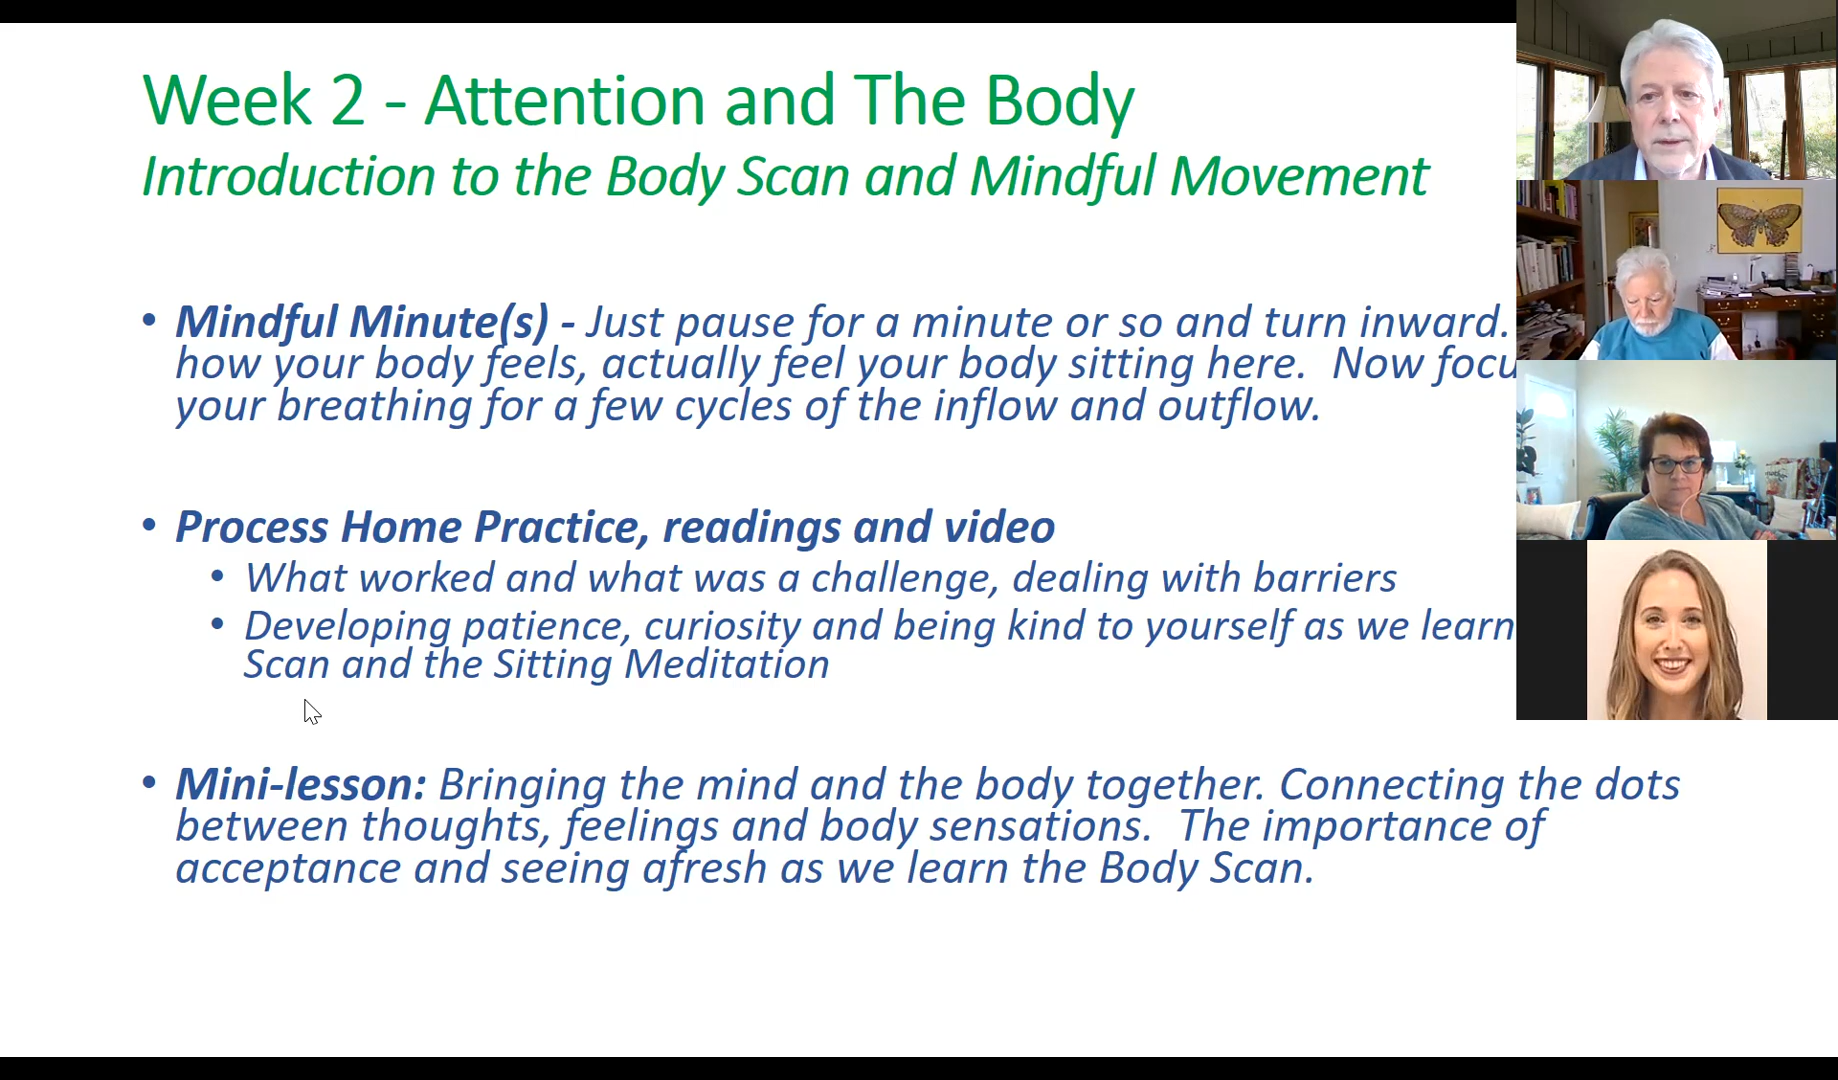 Week 2 - Attention and The Body
Introduction to the Body Scan and Mindful Movement
• Mindful Minute(s) - Just pause for a minute or so and turn inward.
how your body feels, actually feel your body sitting here. Now focu
your breathing for a few cycles of the inflow and outflow.
• Process Home Practice, readings and video
• What worked and what was a challenge, dealing with barriers
• Developing patience, curiosity and being kind to yourself as we learn
Scan and the Sitting Meditation
• Mini-lesson: Bringing the mind and the body together. Connecting the dots
between thoughts, feelings and body sensations. The importance of
acceptance and seeing afresh as we learn the Body Scan.